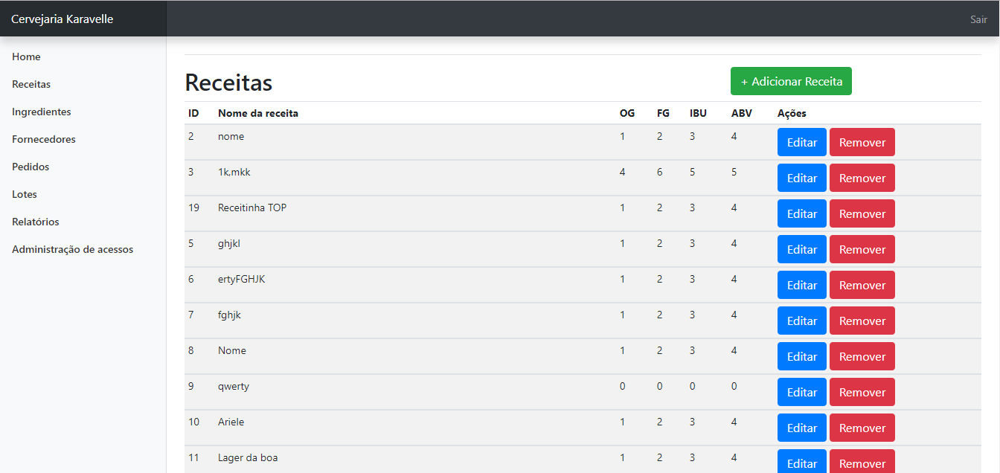 Cervejaria Karavelle Sair
Home
Receitas
Ingredientes
Fornecedores
Pedidos
Lotes
Relatórios
Administração de acessos
Receitas + Adicionar Receita
ID Nome da receita OG FG IBU ABV Ações
2 nome 1 2 3 4 Editar Remover
3 1k,mkk 4 6 5 5 Editar Remover
19 Receitinha TOP 1 2 3 4 Editar Remover
5 ghjkl 1 2 3 4 Editar Remover
6 ertyFGHJK 1 2 3 4 Editar Remover
7 fghjk 1 2 3 4 Editar Remover
8 Nome 1 2 3 4 Editar Remover
9 qwerty 0 0 0 0 Editar Remover
10 Ariele 1 2 3 4 Editar Remover
11 Lager da boa 1 2 3 4 Editar Remover